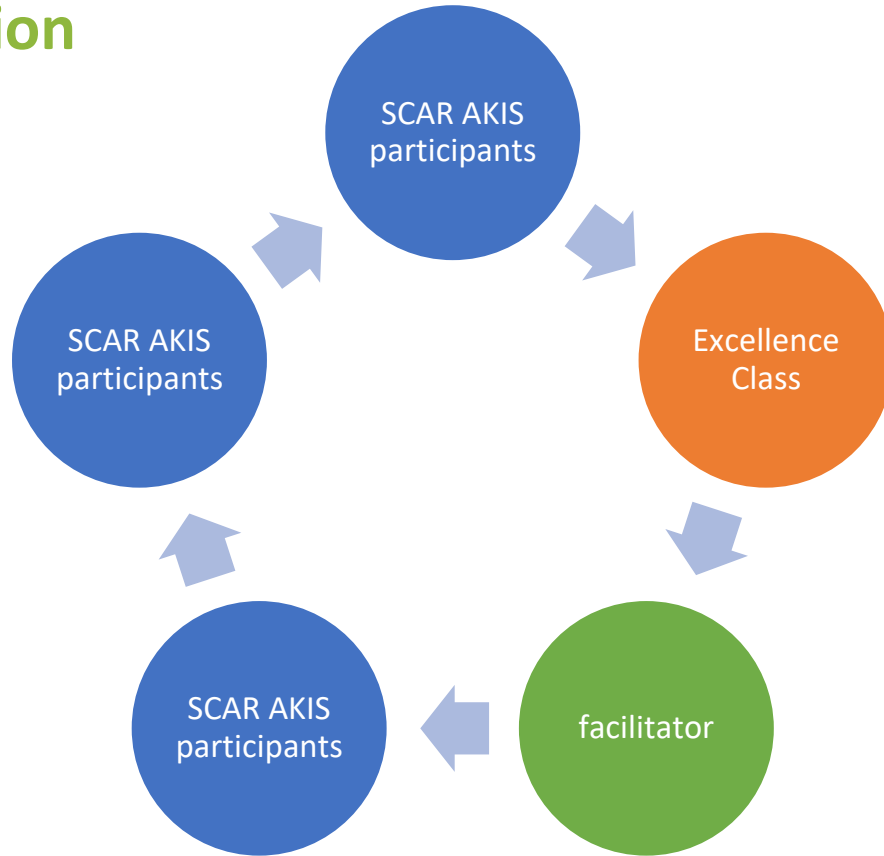 ion
SCAR AKIS
participants
SCAR AKIS
participants
Excellence
Class
SCAR AKIS
participants
facilitator